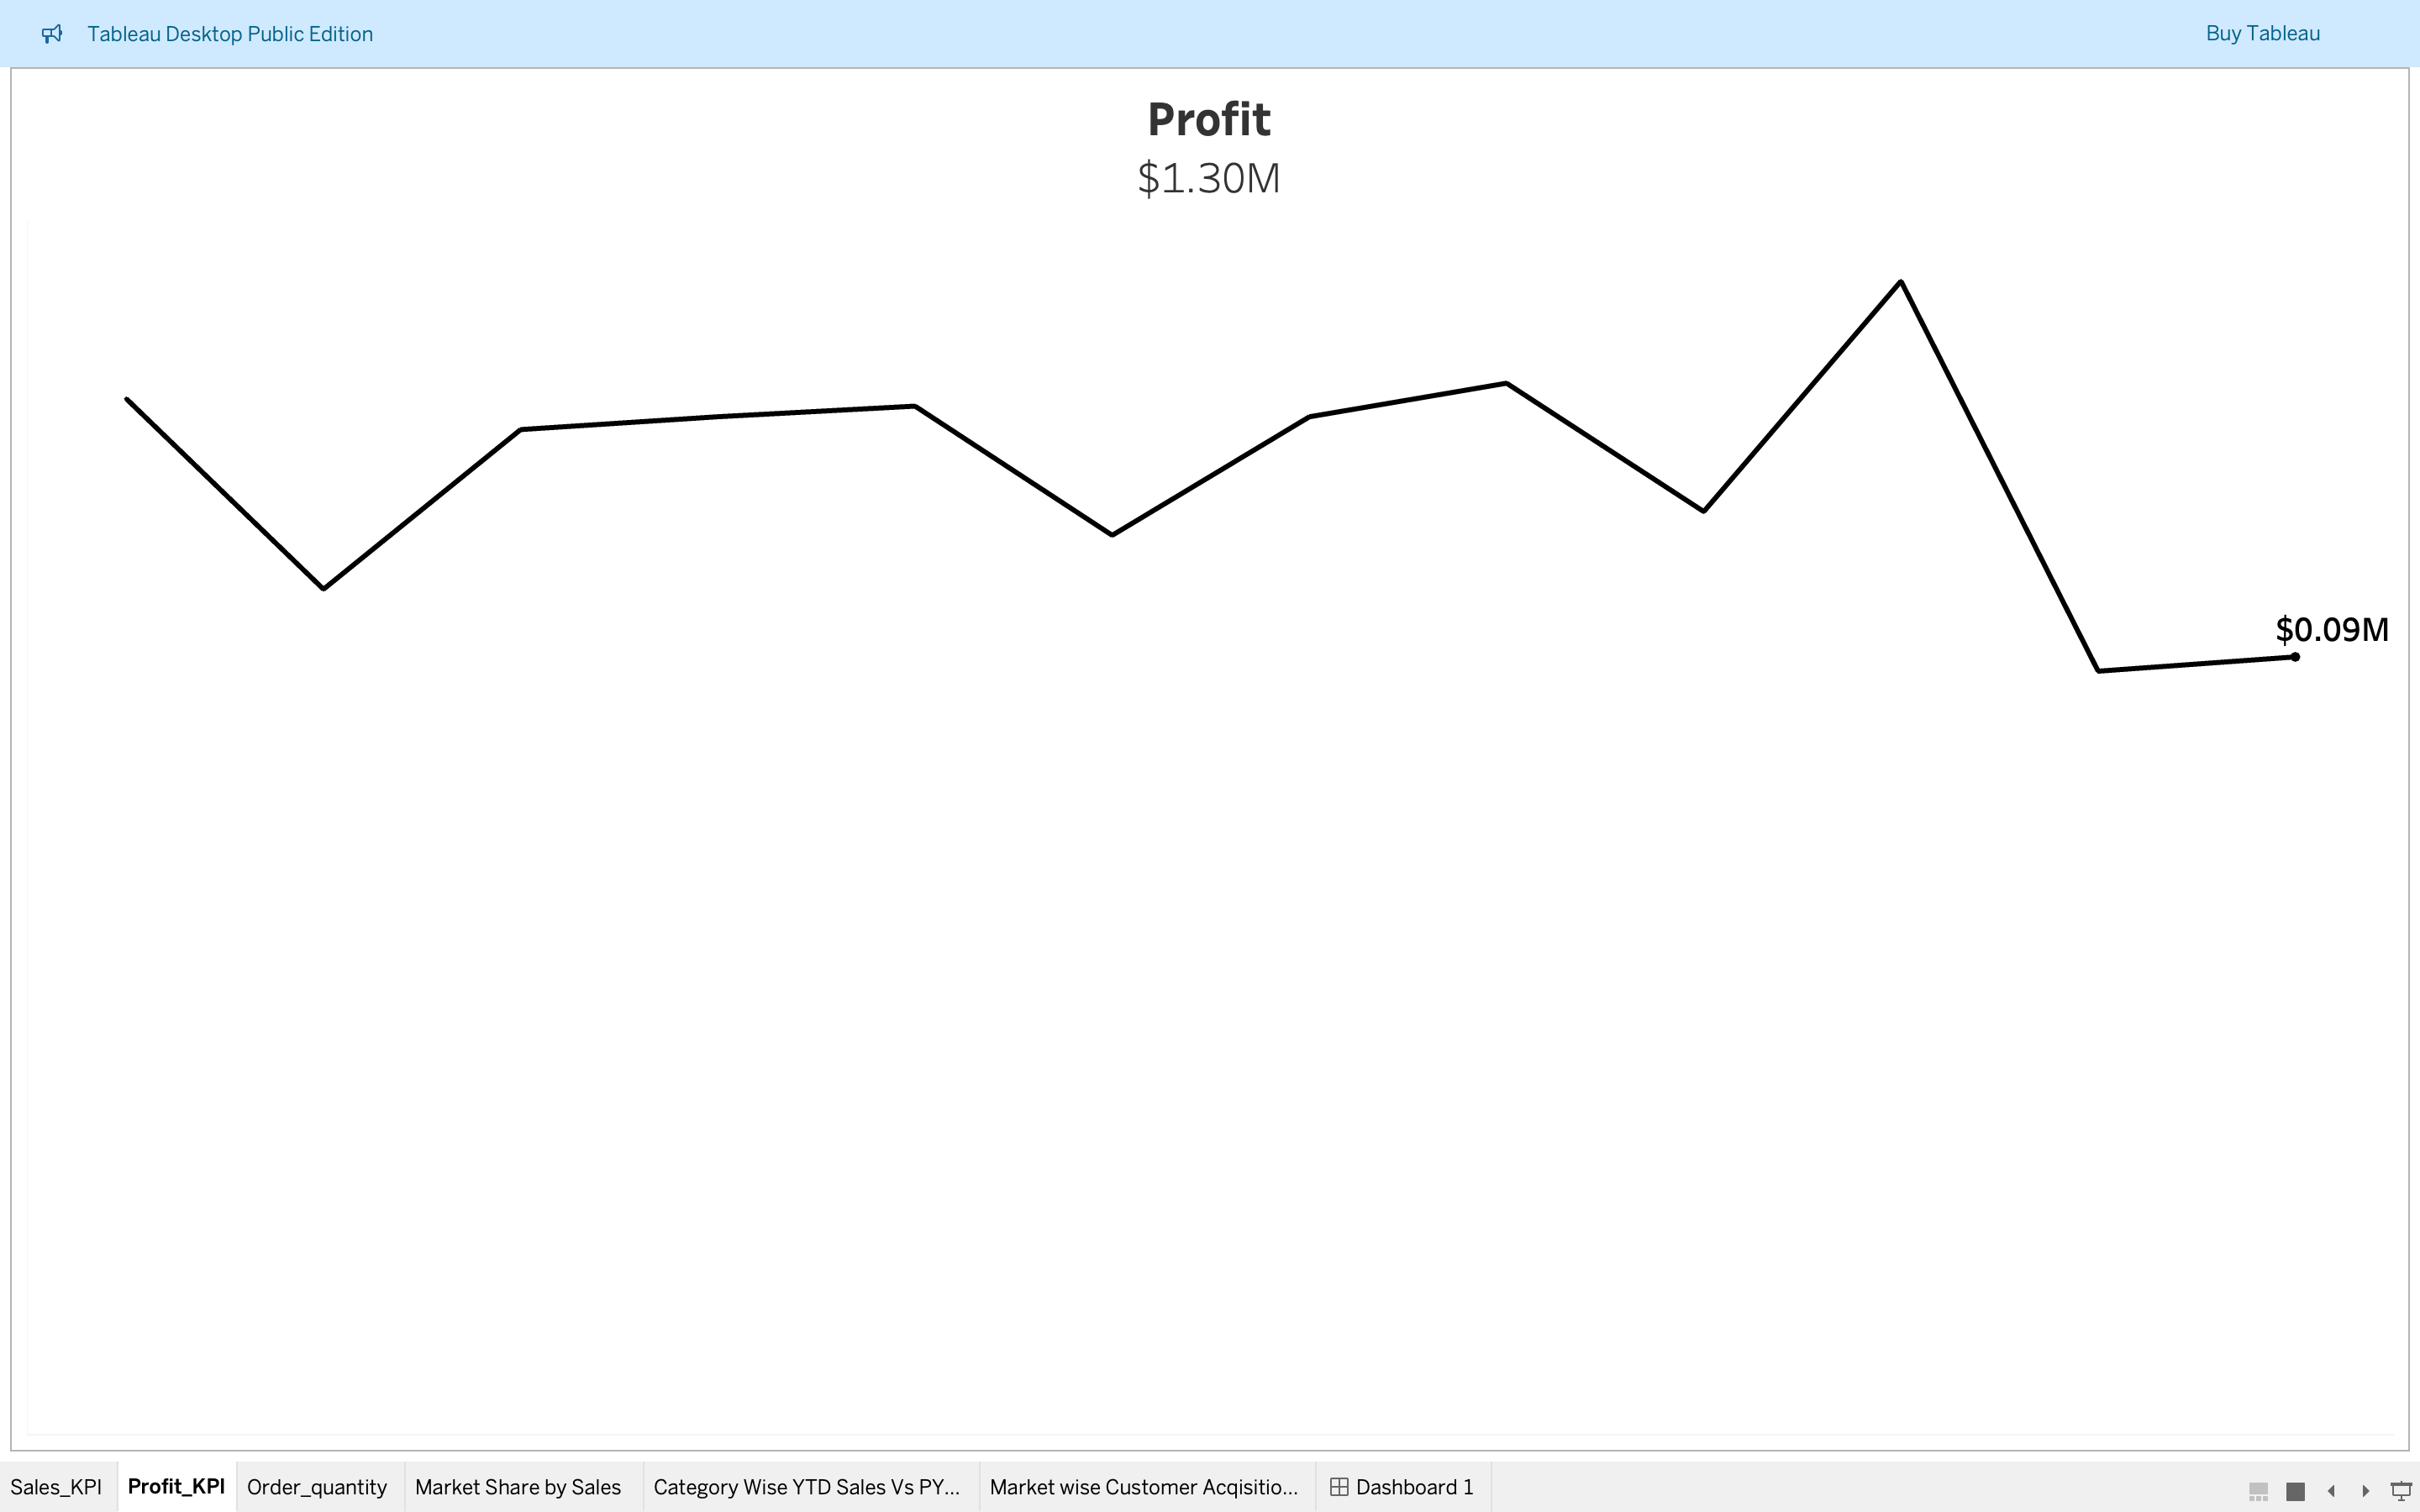 Tableau Desktop Public Edition
Buy Tableau
Profit
$1.30M
$0.09M
Sales_KPI
Profit_KPI
Order_quantity
Market Share by Sales
Category Wise YTD Sales Vs PY...
Market wise Customer Acqisitio...
Dashboard 1